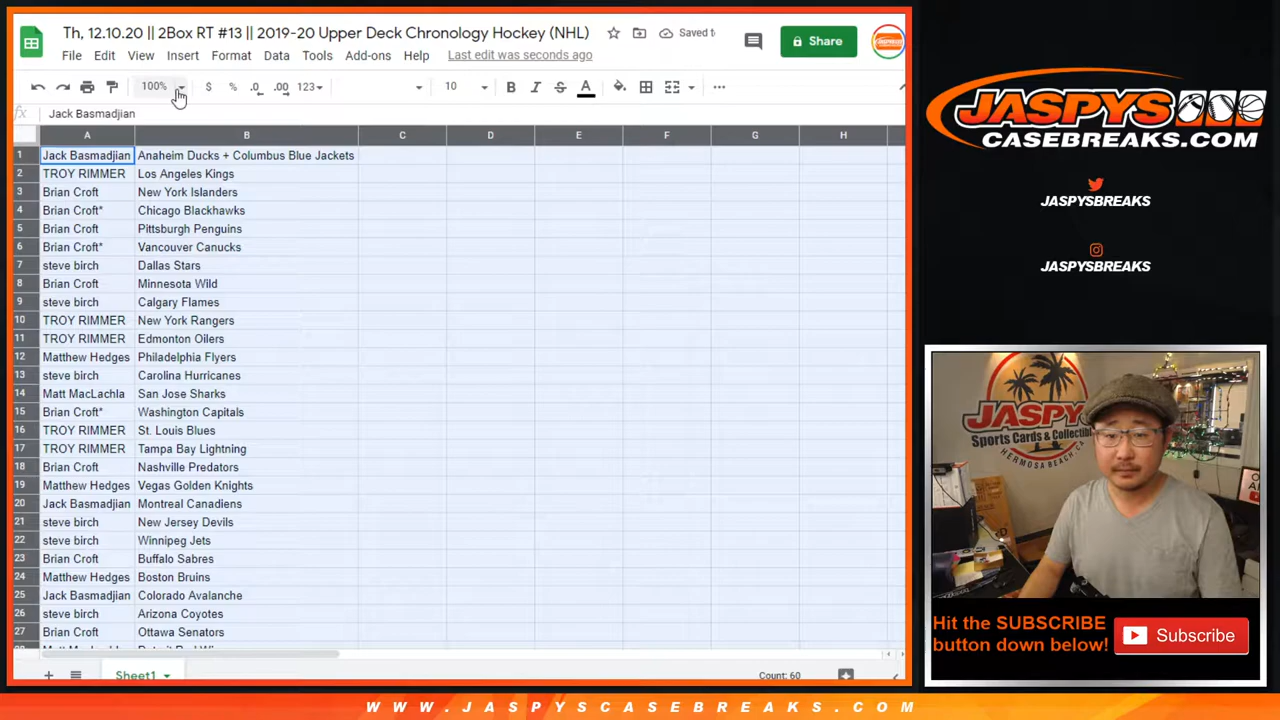 Th, 12.10.20 || 2Box RT #13 || 2019-20 Upper Deck Chronology Hockey (NHL)
Saved t
Share
File Edit View Insert Format Data Tools Add-ons Help Last edit was seconds ago
100% $ % .0 .00 123 10 B I S A
fx Jack Basmadjian
A B C D E F G H
1 Jack Basmadjian Anaheim Ducks + Columbus Blue Jackets
2 TROY RIMMER Los Angeles Kings
3 Brian Croft New York Islanders
4 Brian Croft* Chicago Blackhawks
5 Brian Croft Pittsburgh Penguins
6 Brian Croft* Vancouver Canucks
7 steve birch Dallas Stars
8 Brian Croft Minnesota Wild
9 steve birch Calgary Flames
10 TROY RIMMER New York Rangers
11 TROY RIMMER Edmonton Oilers
12 Matthew Hedges Philadelphia Flyers
13 steve birch Carolina Hurricanes
14 Matt MacLachla San Jose Sharks
15 Brian Croft* Washington Capitals
16 TROY RIMMER St. Louis Blues
17 TROY RIMMER Tampa Bay Lightning
18 Brian Croft Nashville Predators
19 Matthew Hedges Vegas Golden Knights
20 Jack Basmadjian Montreal Canadiens
21 steve birch New Jersey Devils
22 steve birch Winnipeg Jets
23 Brian Croft Buffalo Sabres
24 Matthew Hedges Boston Bruins
25 Jack Basmadjian Colorado Avalanche
26 steve birch Arizona Coyotes
27 Brian Croft Ottawa Senators
Sheet1
Count: 60
JASPYS
CASEBREAKS.COM
JASPYSBREAKS
JASPYSBREAKS
JASPYS
Sports Cards & Collectibl
HERMOSA BEACH, CA
Hit the SUBSCRIBE
button down below!
Subscribe
WWW.JASPYSCASEBREAKS.COM